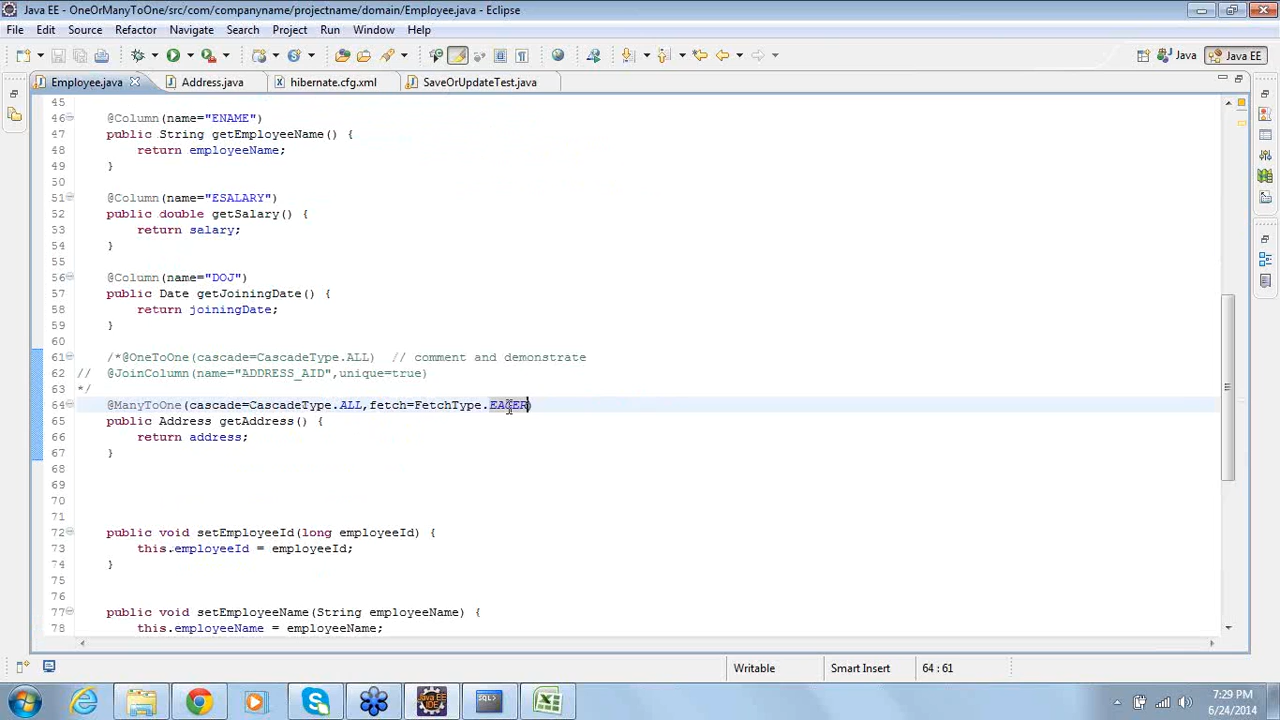 Java EE - OneOrManyToOne/src/com/companyname/projectname/domain/Employee.java - Eclipse
File Edit Source Refactor Navigate Search Project Run Window Help
Java Java EE
Employee.java Address.java hibernate.cfg.xml SaveOrUpdateTest.java
45
46 @Column(name="ENAME")
47 public String getEmployeeName() {
48 return employeeName;
49 }
50
51 @Column(name="ESALARY")
52 public double getSalary() {
53 return salary;
54 }
55
56 @Column(name="DOJ")
57 public Date getJoiningDate() {
58 return joiningDate;
59 }
60
61 /*@OneToOne(cascade=CascadeType.ALL) // comment and demonstrate
62 // @JoinColumn(name="ADDRESS_AID",unique=true)
63 */
64 @ManyToOne(cascade=CascadeType.ALL,fetch=FetchType.EAGER)
65 public Address getAddress() {
66 return address;
67 }
68
69
70
71
72 public void setEmployeeId(long employeeId) {
73 this.employeeId = employeeId;
74 }
75
76
77 public void setEmployeeName(String employeeName) {
78 this.employeeName = employeeName;
Writable Smart Insert 64 : 61
SQL>
Java EE IDE
7:29 PM
6/24/2014